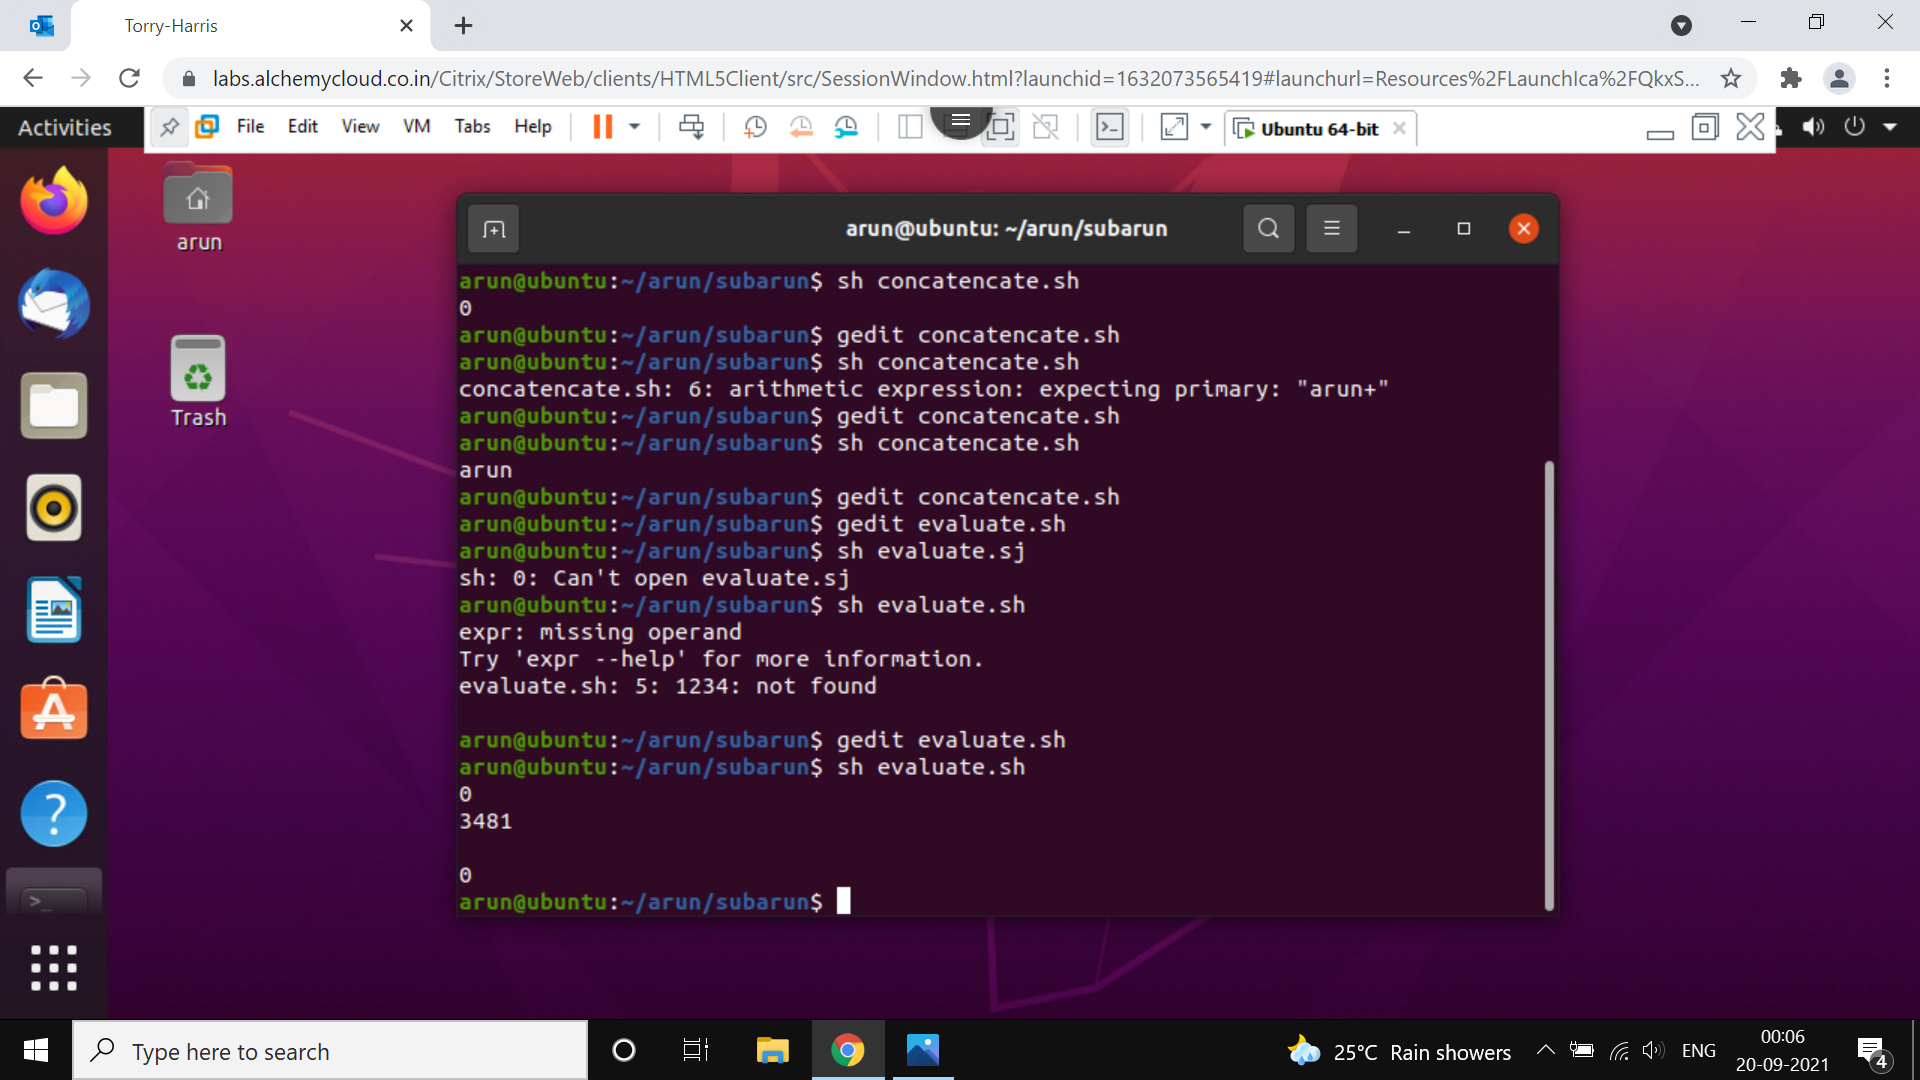 Torry-Harris
labs.alchemycloud.co.in/Citrix/StoreWeb/clients/HTML5Client/src/SessionWindow.html?launchid=1632073565419#launchurl=Resources%2FLaunchIca%2FQkxS...
Activities File Edit View VM Tabs Help Ubuntu 64-bit
arun
Trash
arun@ubuntu: ~/arun/subarun
arun@ubuntu:~/arun/subarun$ sh concatencate.sh
0
arun@ubuntu:~/arun/subarun$ gedit concatencate.sh
arun@ubuntu:~/arun/subarun$ sh concatencate.sh
concatencate.sh: 6: arithmetic expression: expecting primary: "arun+"
arun@ubuntu:~/arun/subarun$ gedit concatencate.sh
arun@ubuntu:~/arun/subarun$ sh concatencate.sh
arun
arun@ubuntu:~/arun/subarun$ gedit concatencate.sh
arun@ubuntu:~/arun/subarun$ gedit evaluate.sh
arun@ubuntu:~/arun/subarun$ sh evaluate.sj
sh: 0: Can't open evaluate.sj
arun@ubuntu:~/arun/subarun$ sh evaluate.sh
expr: missing operand
Try 'expr --help' for more information.
evaluate.sh: 5: 1234: not found
arun@ubuntu:~/arun/subarun$ gedit evaluate.sh
arun@ubuntu:~/arun/subarun$ sh evaluate.sh
0
3481
0
arun@ubuntu:~/arun/subarun$
Type here to search
25°C Rain showers
ENG
00:06
20-09-2021
4